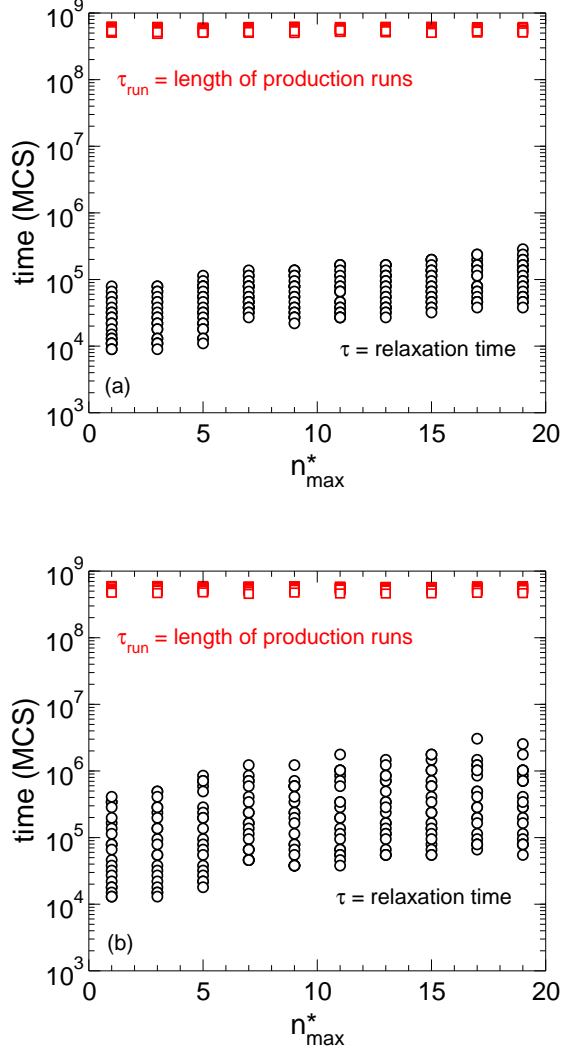 10^9
τ_run = length of production runs
10^8
10^7
time (MCS)
10^6
10^5
10^4
τ = relaxation time
(a)
10^3
0 5 10 15 20
n*_max
10^9
τ_run = length of production runs
10^8
10^7
time (MCS)
10^6
10^5
10^4
τ = relaxation time
(b)
10^3
0 5 10 15 20
n*_max